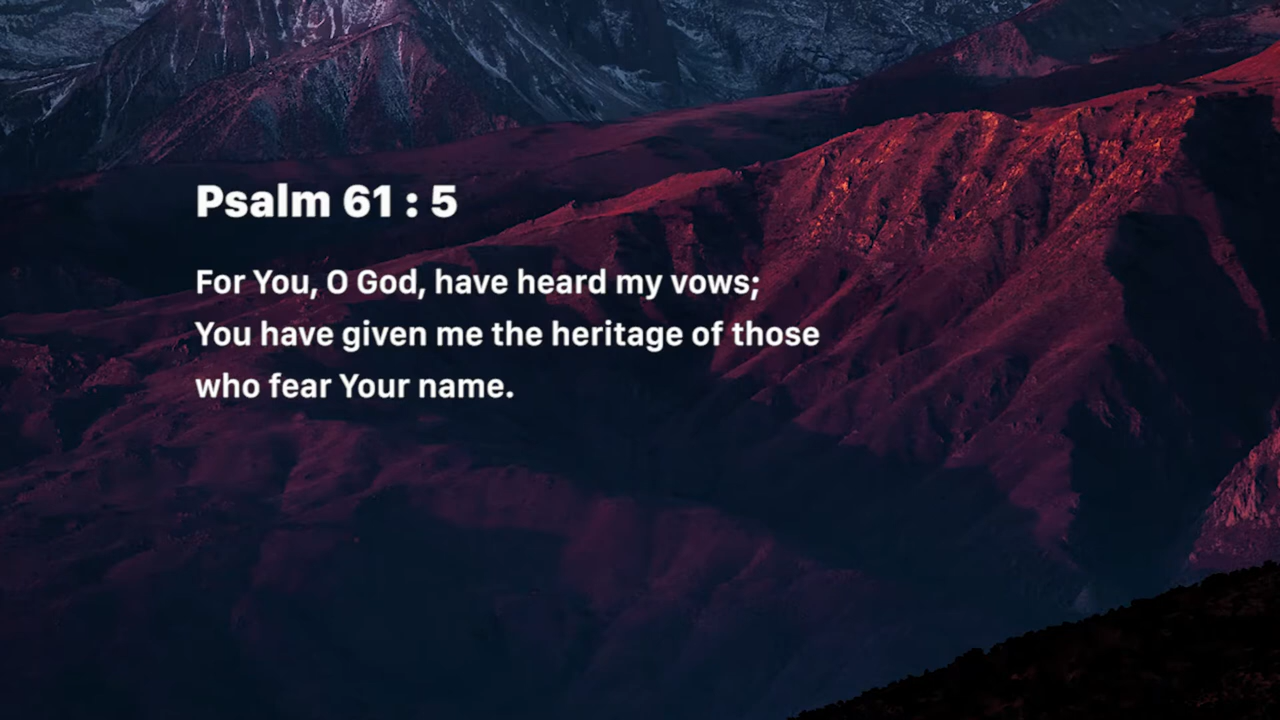 Psalm 61 : 5
For You, O God, have heard my vows;
You have given me the heritage of those
who fear Your name.